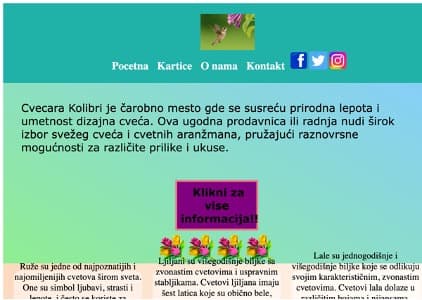 Pocetna Kartice O nama Kontakt
Cvecara Kolibri je čarobno mesto gde se susreću prirodna lepota i
umetnost dizajna cveća. Ova ugodna prodavnica ili radnja nudi širok
izbor svežeg cveća i cvetnih aranžmana, pružajući raznovrsne
mogućnosti za različite prilike i ukuse.
Klikni za
vise
informacija!!
Ruže su jedne od najpoznatijih i
najomiljenijih cvetova širom sveta.
One su simbol ljubavi, strasti i
lepote, i često se koriste za
Ljiljani su višegodišnje biljke sa
zvonastim cvetovima i uspravnim
stabljikama. Cvetovi ljiljana imaju
šest latica koje su obično bele,
Lale su jednogodišnje i
višegodišnje biljke koje se odlikuju
svojim karakterističnim, zvonastim
cvetovima. Cvetovi lala dolaze u
različitim bojama i nijansama